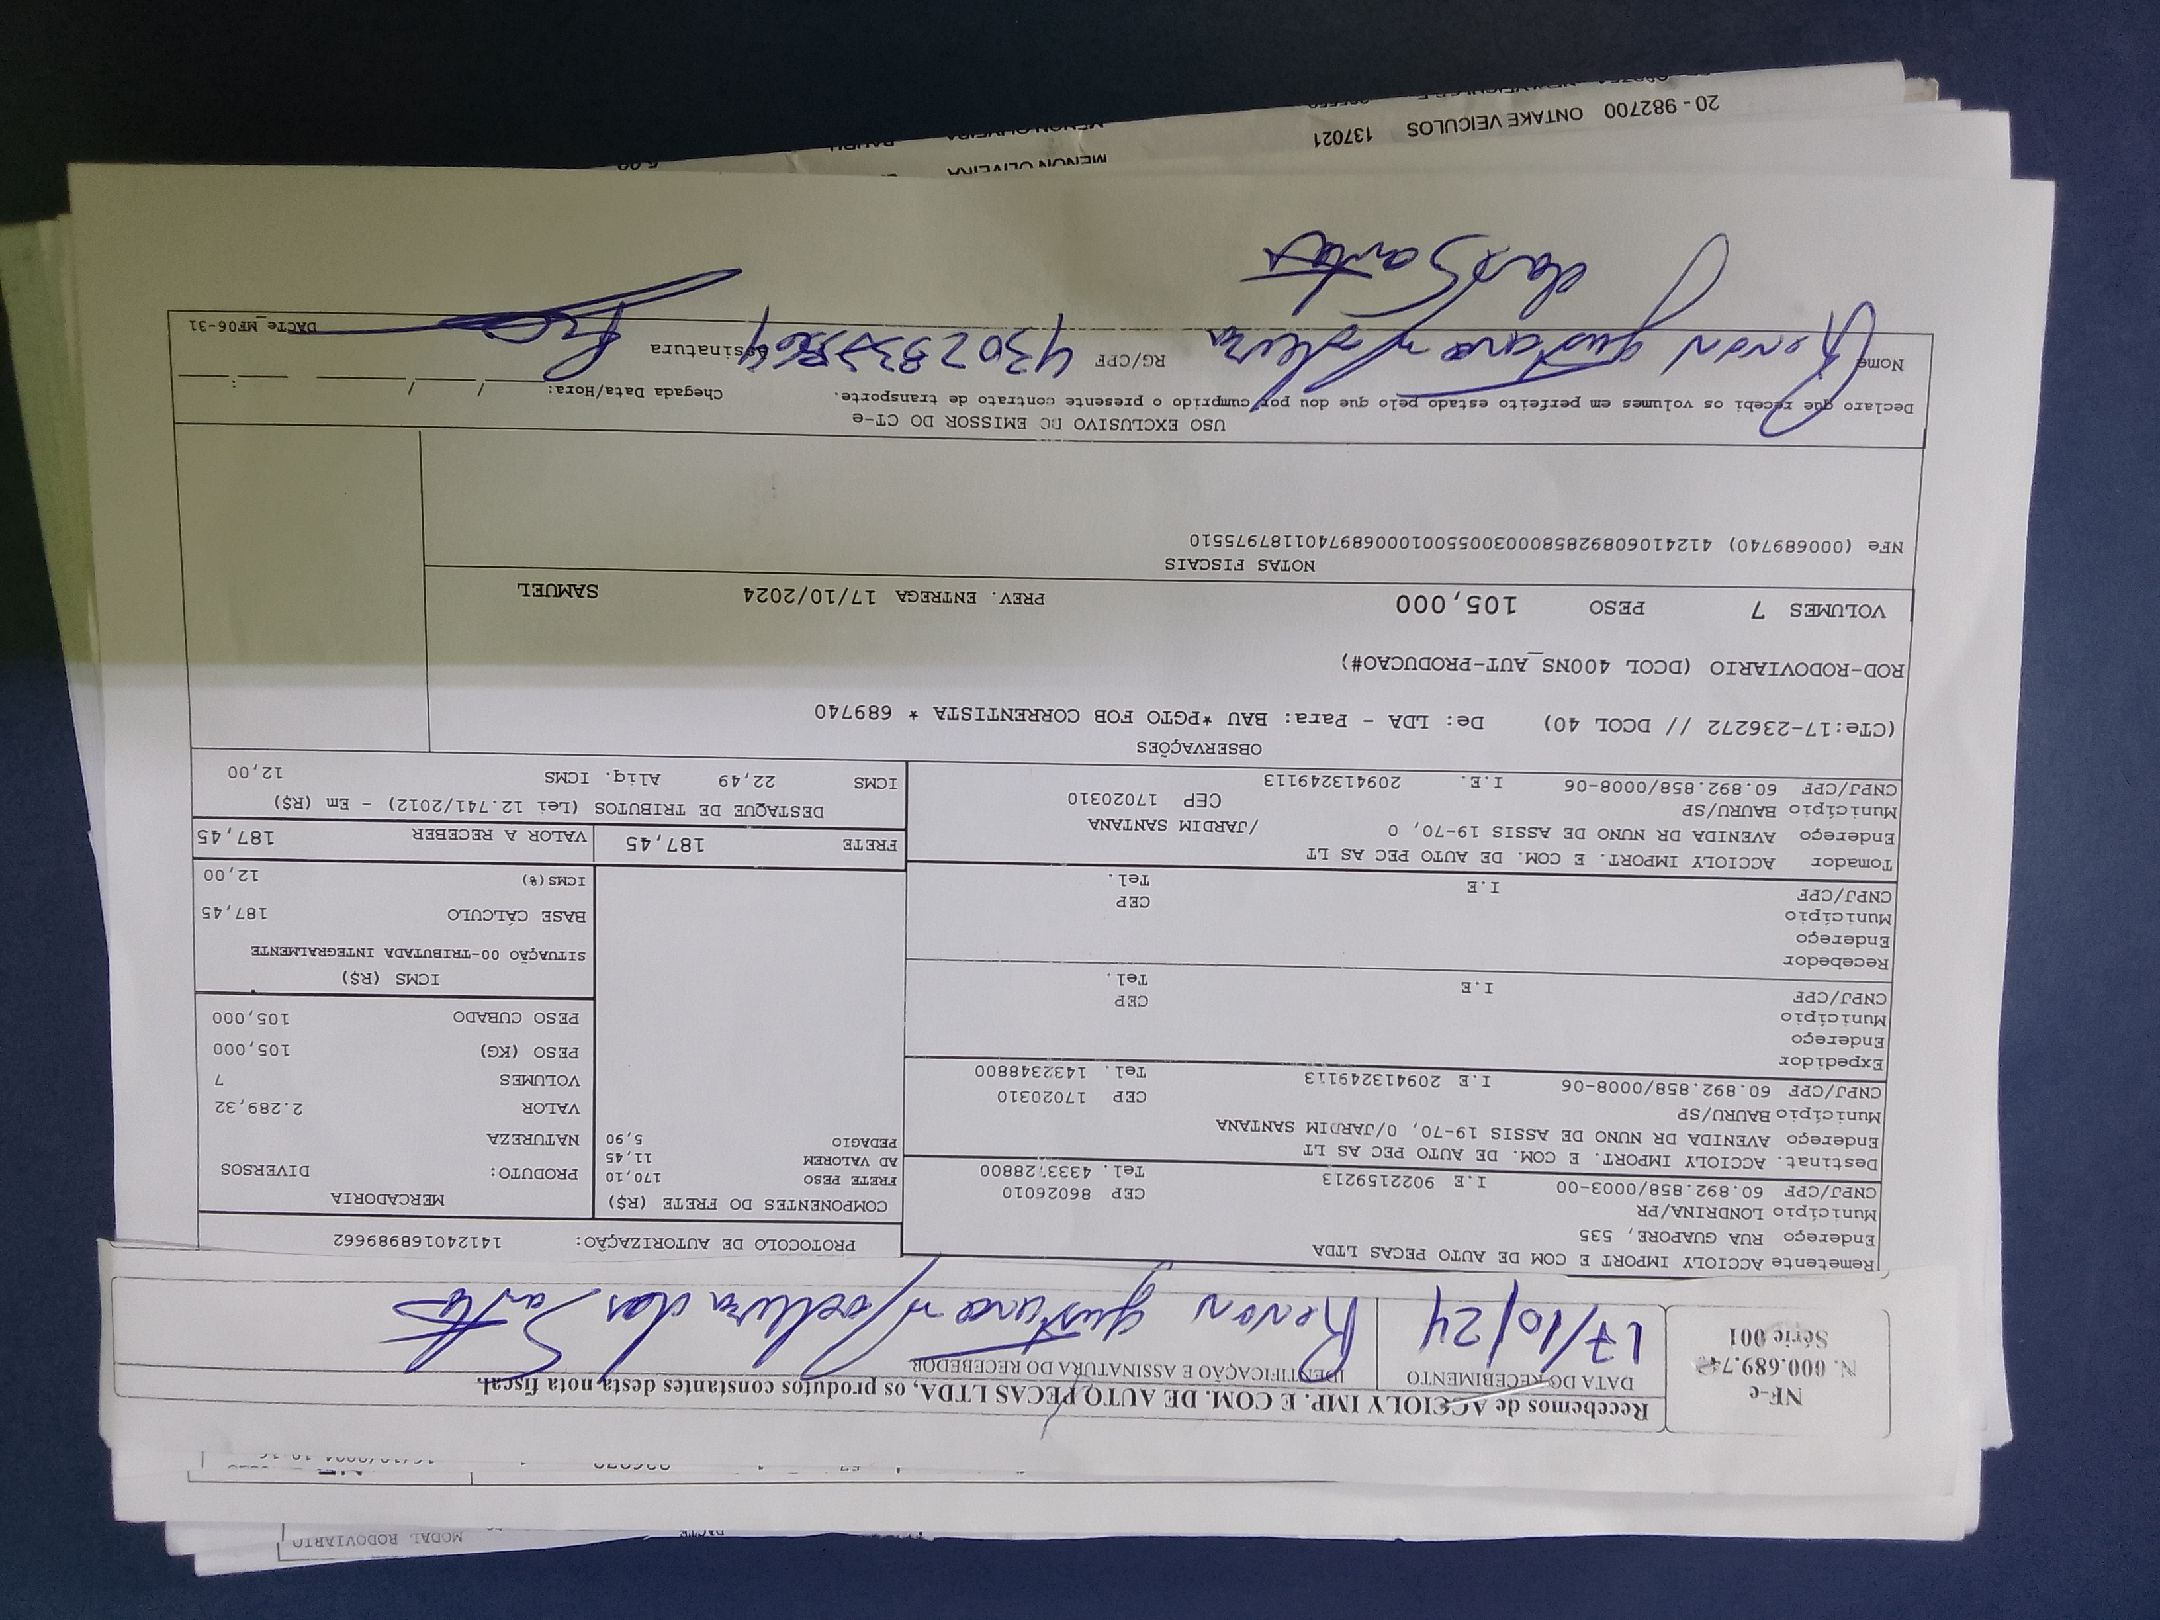 MODAL RODOVIARIO
NF-e
N. 000.689.740
Série 001
Recebemos de ACCIOLY IMP. E COM. DE AUTO PECAS LTDA, os produtos constantes desta nota fiscal.
DATA DO RECEBIMENTO
17/10/24
IDENTIFICAÇÃO E ASSINATURA DO RECEBEDOR
Renan Gustavo dos Santos
Remetente ACCIOLY IMPORT E COM DE AUTO PECAS LTDA
Endereço RUA GUAPORE, 535
Município LONDRINA/PR CEP 86026010
CNPJ/CPF 60.892.858/0003-00 I.E 9022159213 Tel. 4333728800
Destinat. ACCIOLY IMPORT. E COM. DE AUTO PEC AS LT
Endereço AVENIDA DR NUNO DE ASSIS 19-70, 0/JARDIM SANTANA
Município BAURU/SP CEP 17020310
CNPJ/CPF 60.892.858/0008-06 I.E 209413249113 Tel. 1432348800
Expedidor
Endereço
Município CEP
CNPJ/CPF I.E Tel.
Recebedor
Endereço
Município CEP
CNPJ/CPF I.E Tel.
Tomador ACCIOLY IMPORT. E COM. DE AUTO PEC AS LT
Endereço AVENIDA DR NUNO DE ASSIS 19-70, 0 /JARDIM SANTANA
Município BAURU/SP CEP 17020310
CNPJ/CPF 60.892.858/0008-06 I.E. 209413249113
PROTOCOLO DE AUTORIZAÇÃO: 141240168989662
COMPONENTES DO FRETE (R$)
FRETE PESO 170,10
AD VALOREM 11,45
PEDAGIO 5,90
MERCADORIA
PRODUTO: DIVERSOS
NATUREZA
VALOR 2.289,32
VOLUMES 7
PESO (KG) 105,000
PESO CUBADO 105,000
ICMS (R$)
SITUAÇÃO 00-TRIBUTADA INTEGRALMENTE
BASE CÁLCULO 187,45
ICMS(%) 12,00
FRETE 187,45 VALOR A RECEBER 187,45
DESTAQUE DE TRIBUTOS (Lei 12.741/2012) - Em (R$)
ICMS 22,49 Aliq. ICMS 12,00
OBSERVAÇÕES
(CTe:17-236272 // DCOL 40) De: LDA - Para: BAU *PGTO FOB CORRENTISTA * 689740
ROD-RODOVIARIO (DCOL 400NS_AUT-PRODUCAO#)
VOLUMES 7 PESO 105,000 PREV. ENTREGA 17/10/2024 SAMUEL
NOTAS FISCAIS
NFe (000689740) 41241060892858000300550010006897401187975510
USO EXCLUSIVO DO EMISSOR DO CT-e
Declaro que recebi os volumes em perfeito estado pelo que dou por cumprido o presente contrato de transporte. Chegada Data/Hora: / / :
Nome Renan Gustavo RG/CPF Assinatura
dos Santos
DACTe_MF06-31
MENON OLIVEIRA
20 - 982700 ONTAKE VEICULOS 137021